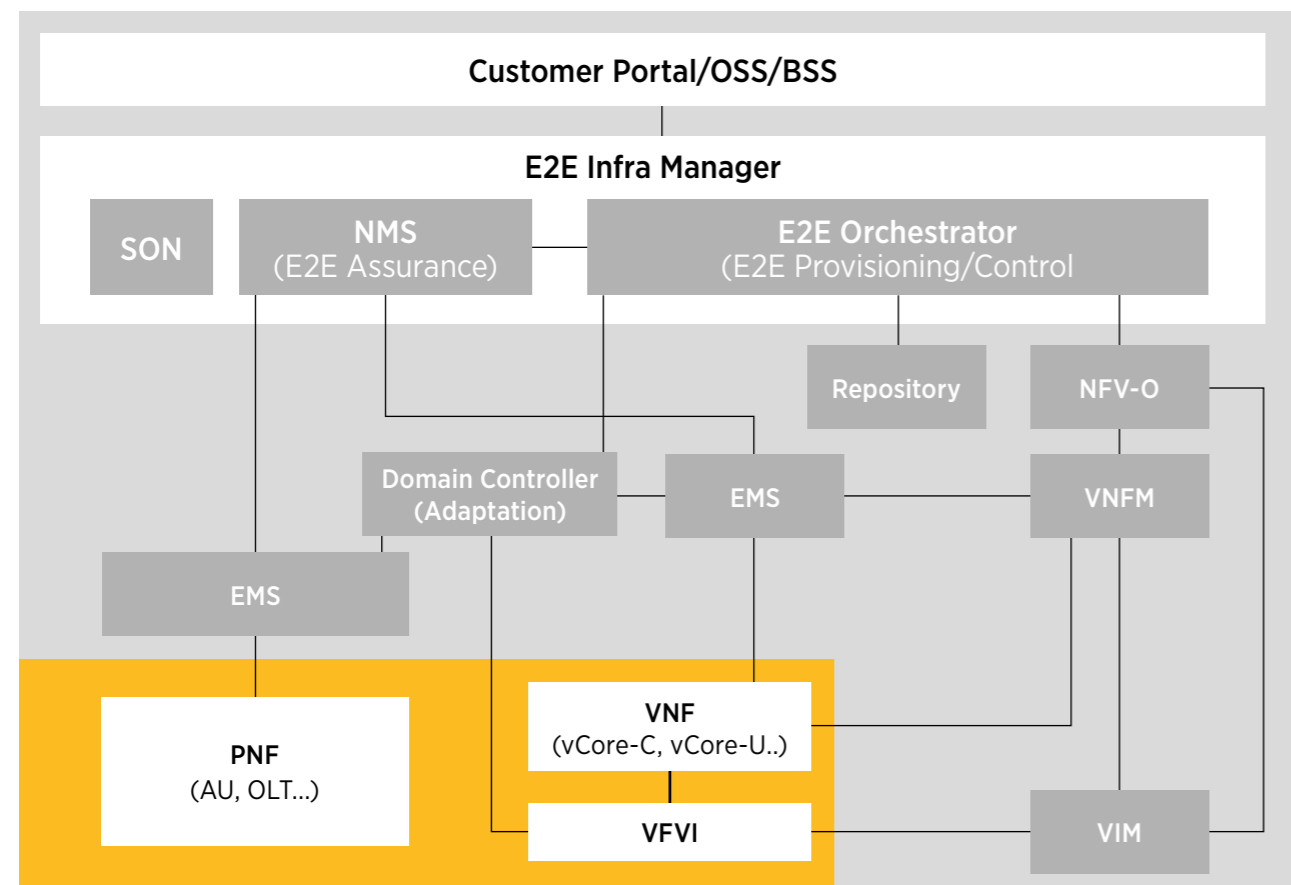 Customer Portal/OSS/BSS
E2E Infra Manager
SON
NMS
(E2E Assurance)
E2E Orchestrator
(E2E Provisioning/Control
Repository
NFV-O
Domain Controller
(Adaptation)
EMS
VNFM
EMS
PNF
(AU, OLT...)
VNF
(vCore-C, vCore-U..)
VFVI
VIM